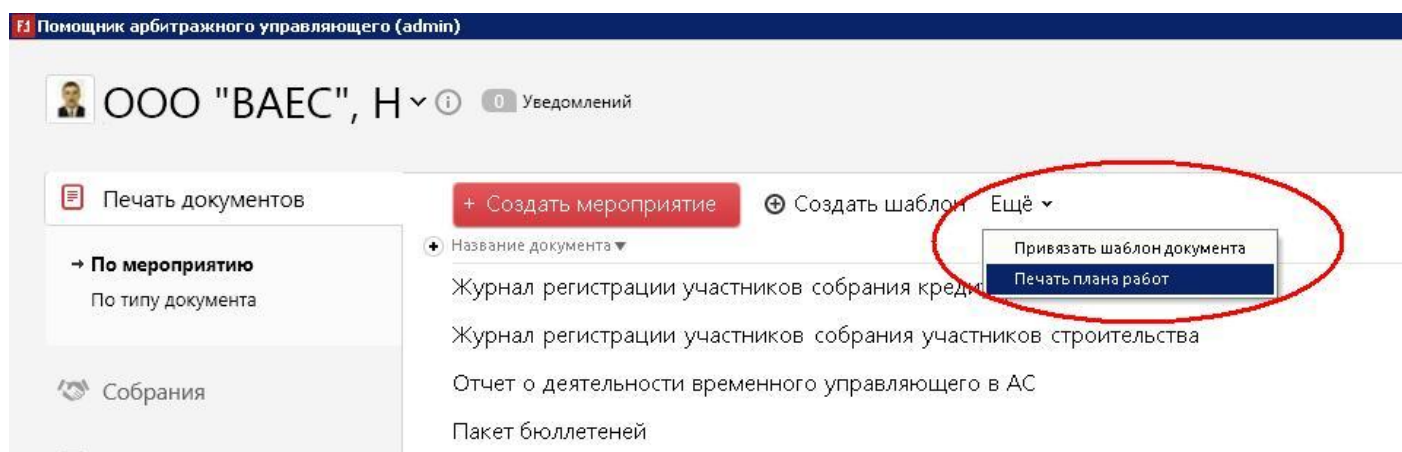 Помощник арбитражного управляющего (admin)
ООО "ВАЕС", Н
0 Уведомлений
Печать документов
+ Создать мероприятие
Создать шаблон
Ещё
Название документа
Привязать шаблон документа
Печать плана работ
→ По мероприятию
По типу документа
Журнал регистрации участников собрания
Журнал регистрации участников собрания участников строительства
Собрания
Отчет о деятельности временного управляющего в АС
Пакет бюллетеней